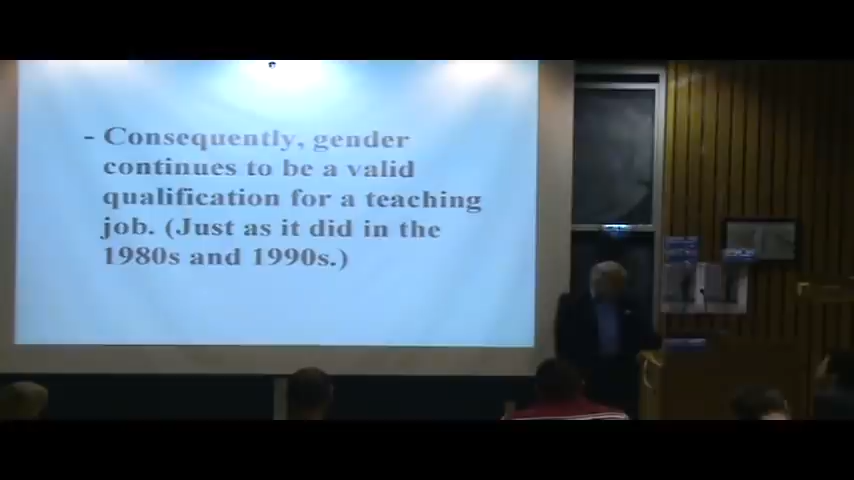 - Consequently, gender
continues to be a valid
qualification for a teaching
job. (Just as it did in the
1980s and 1990s.)